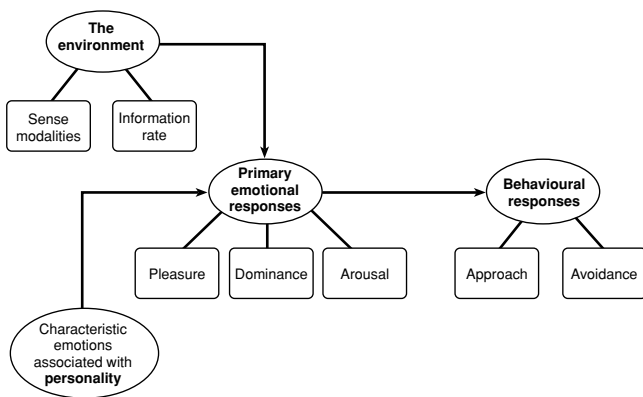 The
environment
Sense
modalities
Information
rate
Primary
emotional
responses
Behavioural
responses
Pleasure
Dominance
Arousal
Approach
Avoidance
Characteristic
emotions
associated with
personality